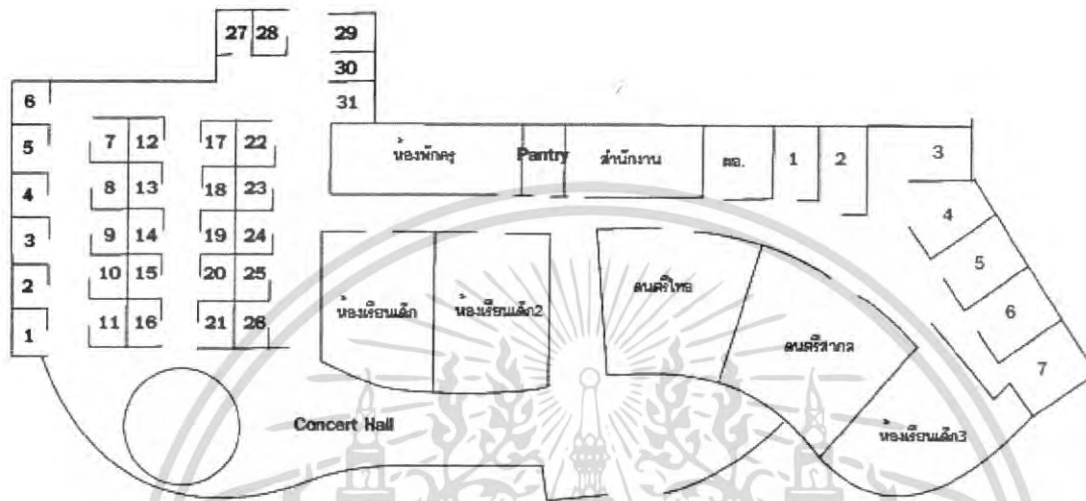 27 28 29
30
6 31
5 7 12 17 22 ห้องพักครู Pantry สำนักงาน ผอ. 1 2 3
4 8 13 18 23 4
3 9 14 19 24 5
2 10 15 20 25 ห้องเรียนเด็ก ห้องเรียนเด็ก2 ดนตรีไทย 6
1 11 16 21 26 ดนตรีสากล 7
Concert Hall ห้องเรียนเด็ก3